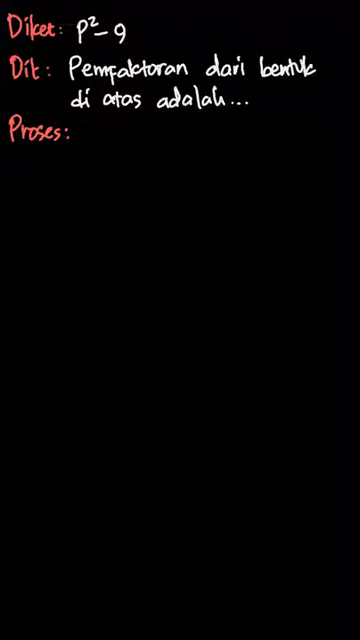 Diket: p² - 9
Dit: Pemfaktoran dari bentuk
di atas adalah...
Proses: